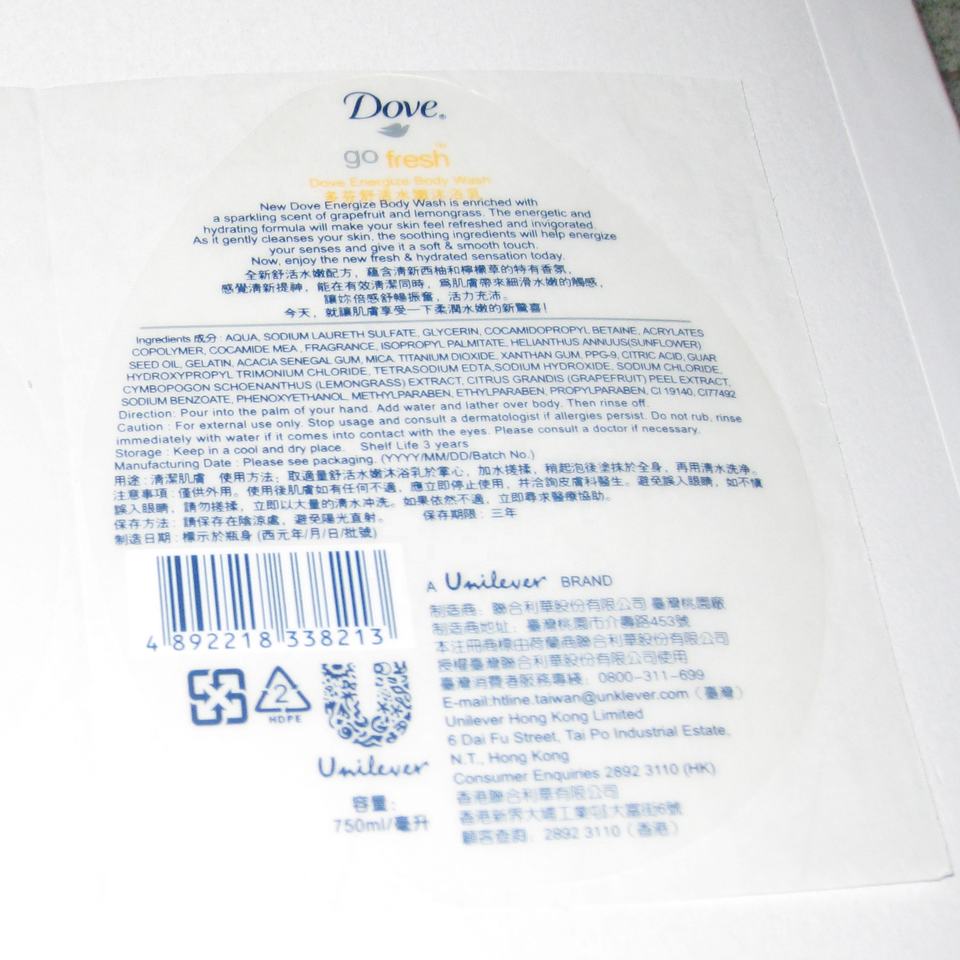 Dove
go fresh™
Dove Energize Body Wash
多芬舒活水嫩沐浴乳
New Dove Energize Body Wash is enriched with
a sparkling scent of grapefruit and lemongrass. The energetic and
hydrating formula will make your skin feel refreshed and invigorated.
As it gently cleanses your skin, the soothing ingredients will help energize
your senses and give it a soft & smooth touch.
Now, enjoy the new fresh & hydrated sensation today.
全新舒活水嫩配方，蘊含清新西柚和檸檬草的特有香氛，
感覺清新提神，能在有效清潔同時，為肌膚帶來細滑水嫩的觸感，
讓妳倍感舒暢振奮，活力充沛。
今天，就讓肌膚享受一下柔潤水嫩的新驚喜！
Ingredients 成分 : AQUA, SODIUM LAURETH SULFATE, GLYCERIN, COCAMIDOPROPYL BETAINE, ACRYLATES
COPOLYMER, COCAMIDE MEA , FRAGRANCE, ISOPROPYL PALMITATE, HELIANTHUS ANNUUS(SUNFLOWER)
SEED OIL, GELATIN, ACACIA SENEGAL GUM, MICA, TITANIUM DIOXIDE, XANTHAN GUM, PPG-9, CITRIC ACID, GUAR
HYDROXYPROPYL TRIMONIUM CHLORIDE, TETRASODIUM EDTA,SODIUM HYDROXIDE, SODIUM CHLORIDE,
CYMBOPOGON SCHOENANTHUS (LEMONGRASS) EXTRACT, CITRUS GRANDIS (GRAPEFRUIT) PEEL EXTRACT,
SODIUM BENZOATE, PHENOXYETHANOL, METHYLPARABEN, ETHYLPARABEN, PROPYLPARABEN, CI 19140, CI77492
Direction: Pour into the palm of your hand. Add water and lather over body. Then rinse off.
Caution : For external use only. Stop usage and consult a dermatologist if allergies persist. Do not rub, rinse
immediately with water if it comes into contact with the eyes. Please consult a doctor if necessary.
Storage : Keep in a cool and dry place. Shelf Life 3 years
Manufacturing Date : Please see packaging. (YYYY/MM/DD/Batch No.)
用途 : 清潔肌膚 使用方法 : 取適量舒活水嫩沐浴乳於掌心，加水搓揉，稍起泡後塗抹於全身，再用清水洗淨。
注意事項 : 僅供外用。使用後肌膚如有任何不適，應立即停止使用，并洽詢皮膚科醫生。避免誤入眼睛，如不慎
誤入眼睛，請勿搓揉，立即以大量的清水冲洗。如果依然不適，立即尋求醫療協助。
保存方法 : 請保存在陰涼處，避免陽光直射。 保存期限 : 三年
制造日期 : 標示於瓶身 (西元年/月/日/批號)
4 892218 338213
2
HDPE
Unilever
容量：
750ml/毫升
A Unilever BRAND
制造商：聯合利華股份有限公司 臺灣桃園廠
制造商地址：臺灣桃園市介壽路453號
本注冊商標由荷蘭商聯合利華股份有限公司
授權臺灣聯合利華股份有限公司使用
臺灣消費者服務專綫：0800-311-699
E-mail:htline.taiwan@unklever.com（臺灣）
Unilever Hong Kong Limited
6 Dai Fu Street, Tai Po Industrial Estate,
N.T., Hong Kong
Consumer Enquiries 2892 3110 (HK)
香港聯合利華有限公司
香港新界大埔工業邨大富街6號
顧客查詢：2892 3110（香港）